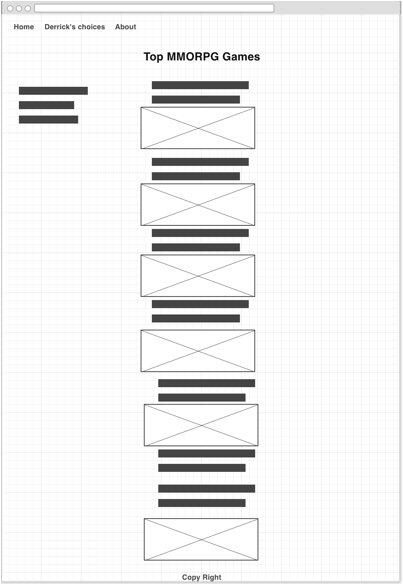 Home Derrick's choices About
Top MMORPG Games
Copy Right